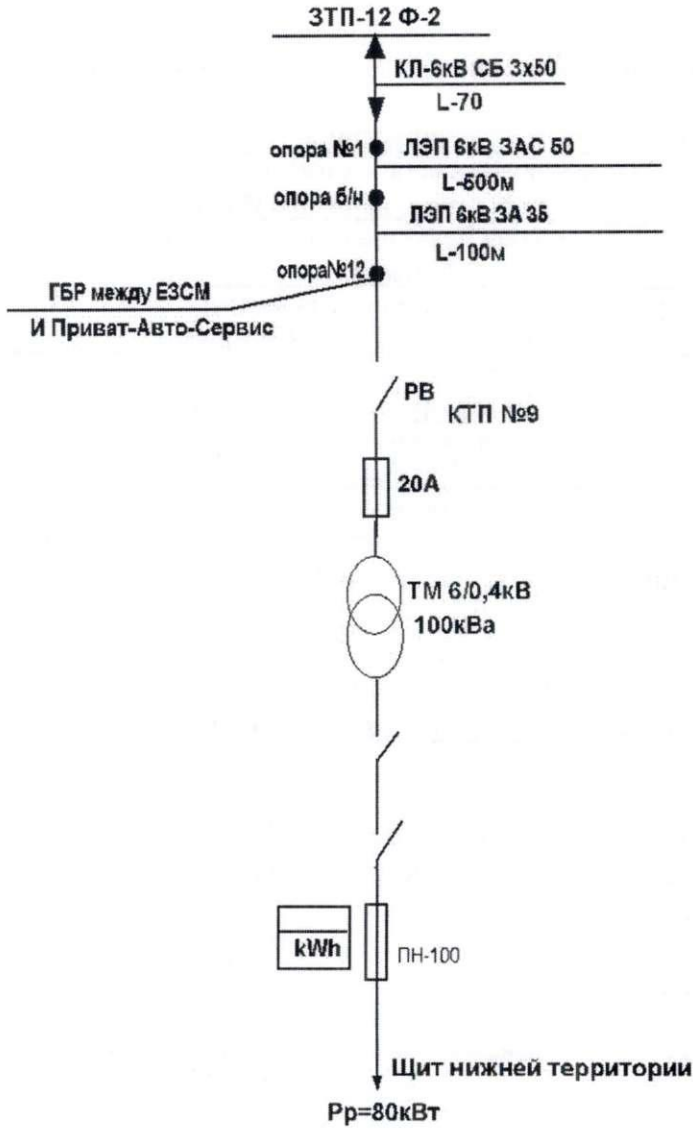 ЗТП-12 Ф-2
КЛ-6кВ СБ 3х50
L-70
опора №1
ЛЭП 6кВ ЗАС 50
L-500м
опора б/н
ЛЭП 6кВ ЗА 35
L-100м
опора№12
ГБР между ЕЗСМ
И Приват-Авто-Сервис
РВ
КТП №9
20А
ТМ 6/0,4кВ
100кВа
kWh
ПН-100
Щит нижней территории
Рр=80кВт